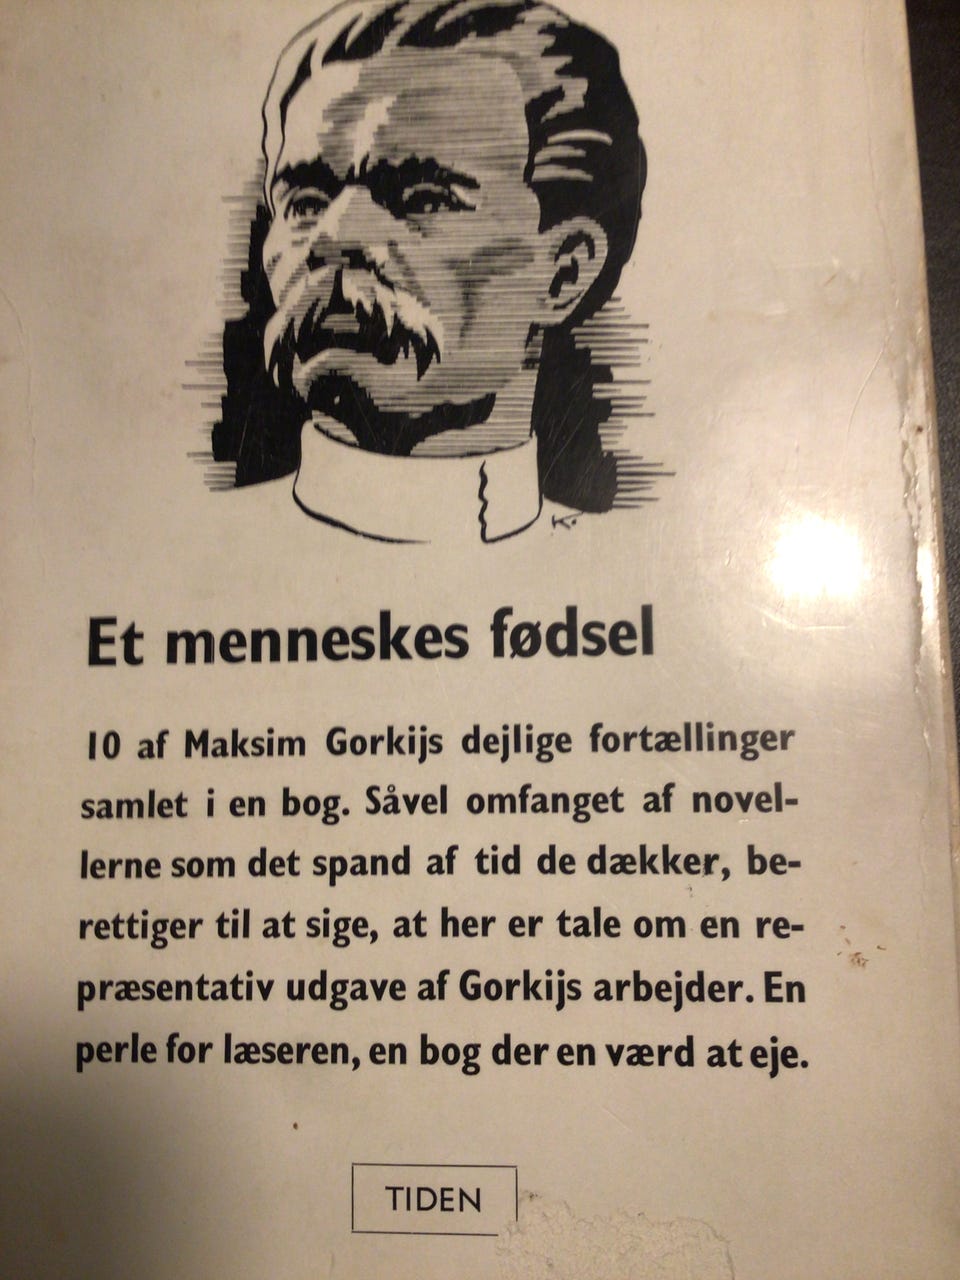 K.
Et menneskes fødsel
10 af Maksim Gorkijs dejlige fortællinger
samlet i en bog. Såvel omfanget af novel-
lerne som det spand af tid de dækker, be-
rettiger til at sige, at her er tale om en re-
præsentativ udgave af Gorkijs arbejder. En
perle for læseren, en bog der en værd at eje.
TIDEN